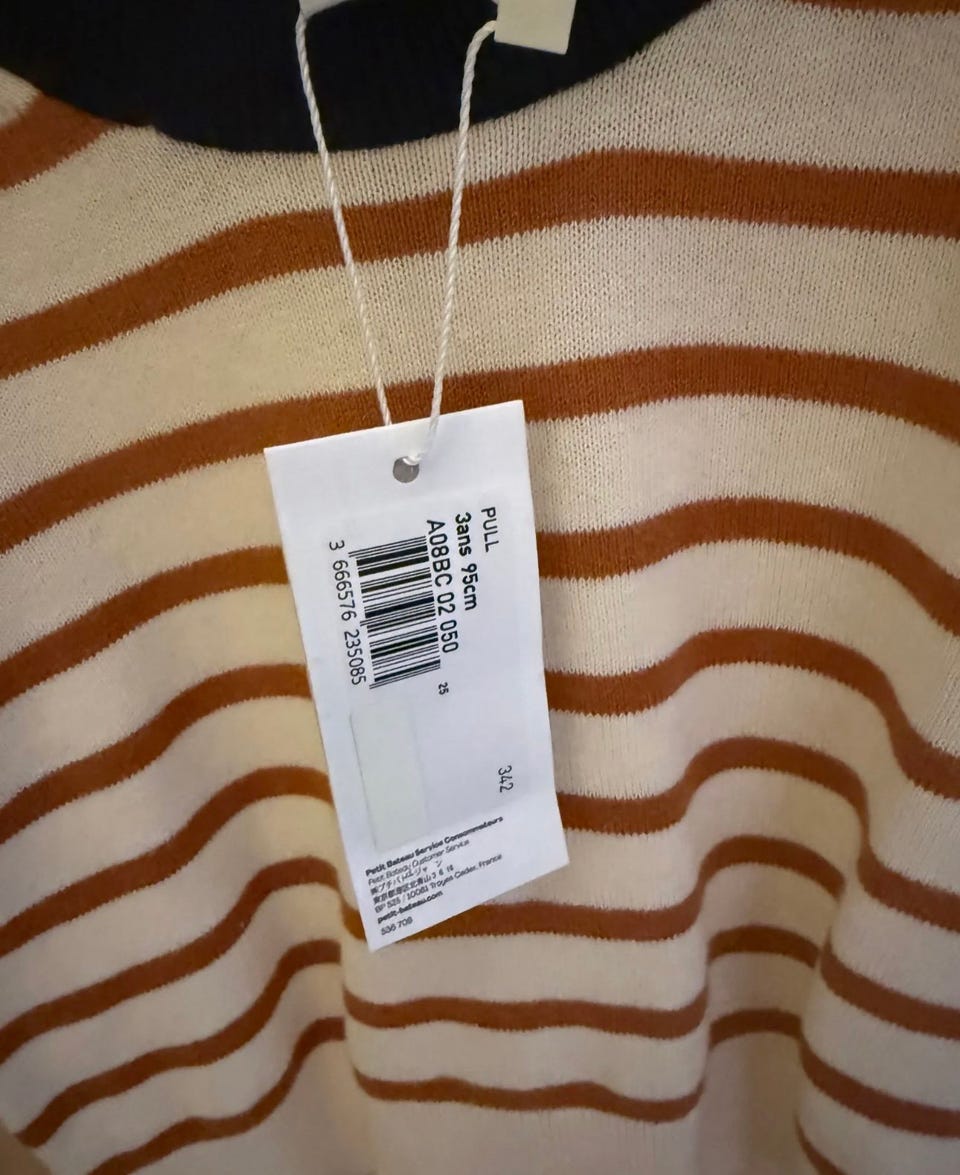 PULL
3ans 95cm
A08BC 02 050
3 666576 235085
25
342
Petit Bateau Service Consommateurs
Petit Bateau Customer Service
BP 525 / 10081 Troyes Cedex, France
petit-bateau.com
536 709